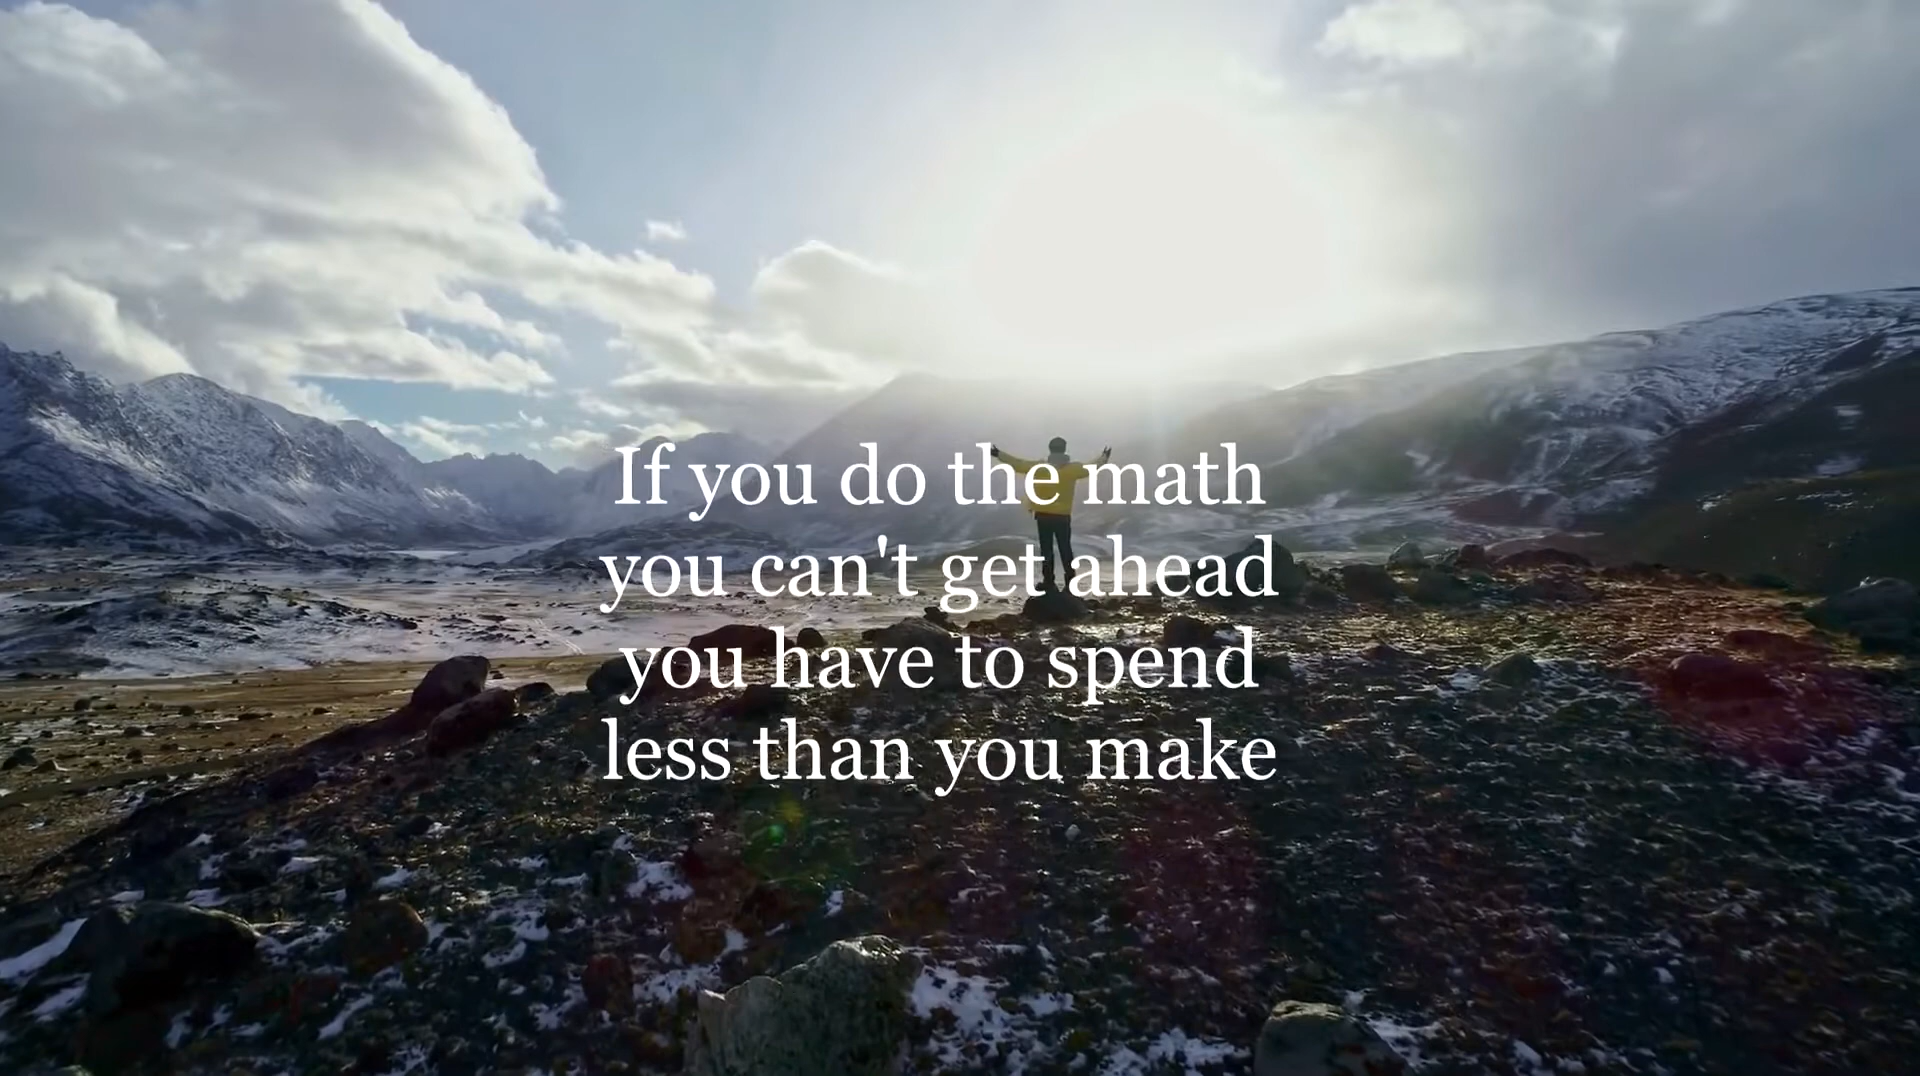 If you do the math
you can't get ahead
you have to spend
less than you make